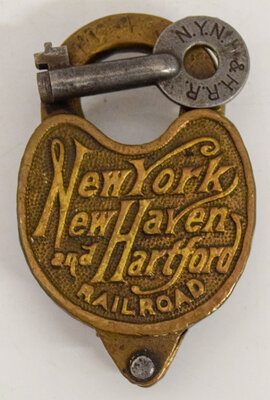 N.Y.N.H.& H.R.R.
New York
New Haven
and Hartford
RAILROAD